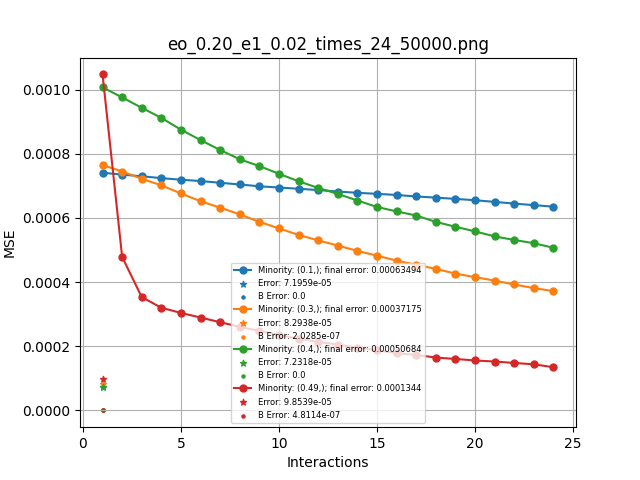 eo_0.20_e1_0.02_times_24_50000.png
MSE
0.0010
0.0008
0.0006
0.0004
0.0002
0.0000
Minority: (0.1,); final error: 0.00063494
Error: 7.1959e-05
B Error: 0.0
Minority: (0.3,); final error: 0.00037175
Error: 8.2938e-05
B Error: 2.0285e-07
Minority: (0.4,); final error: 0.00050684
Error: 7.2318e-05
B Error: 0.0
Minority: (0.49,); final error: 0.0001344
Error: 9.8539e-05
B Error: 4.8114e-07
0 5 10 15 20 25
Interactions